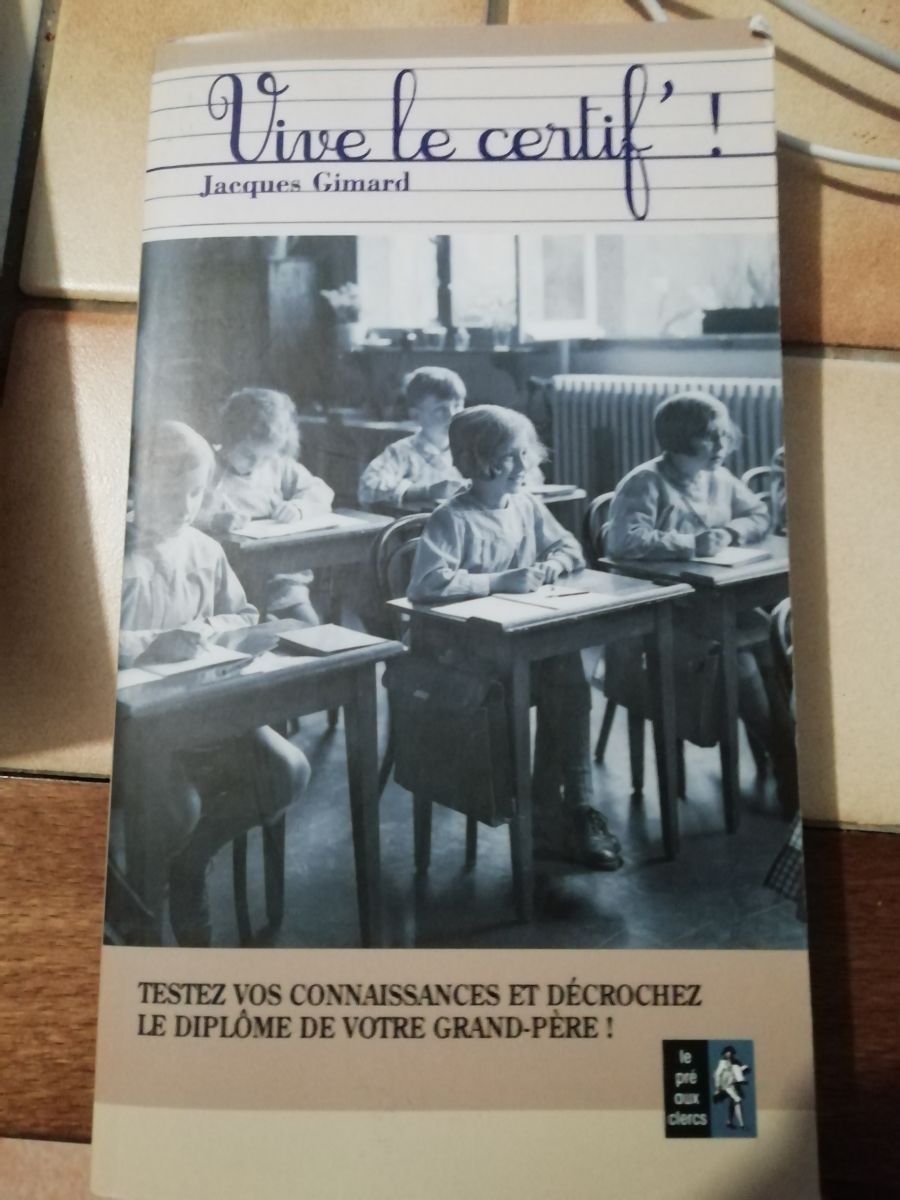 Vive le certif' !
Jacques Gimard
TESTEZ VOS CONNAISSANCES ET DÉCROCHEZ
LE DIPLÔME DE VOTRE GRAND-PÈRE !
le
pré
aux
clercs